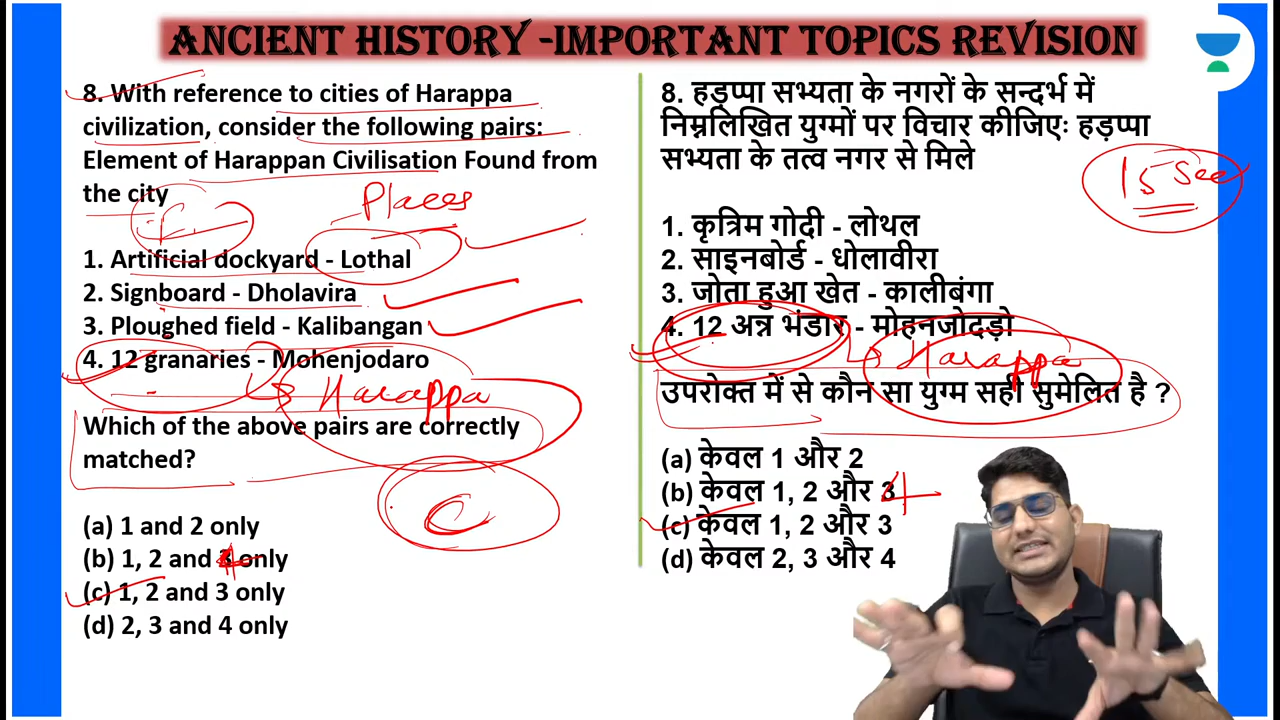 ANCIENT HISTORY -IMPORTANT TOPICS REVISION
8. With reference to cities of Harappa
civilization, consider the following pairs:
Element of Harappan Civilisation Found from
the city
Places
1. Artificial dockyard - Lothal
2. Signboard - Dholavira
3. Ploughed field - Kalibangan
4. 12 granaries - Mohenjodaro
Harappa
Which of the above pairs are correctly
matched?
C
(a) 1 and 2 only
(b) 1, 2 and 4 only
(c) 1, 2 and 3 only
(d) 2, 3 and 4 only
8. हड़प्पा सभ्यता के नगरों के सन्दर्भ में
निम्नलिखित युग्मों पर विचार कीजिएः हड़प्पा
सभ्यता के तत्व नगर से मिले
15 Sec
1. कृत्रिम गोदी - लोथल
2. साइनबोर्ड - धोलावीरा
3. जोता हुआ खेत - कालीबंगा
4. 12 अन्न भंडार - मोहनजोदड़ो
Harappa
उपरोक्त में से कौन सा युग्म सही सुमेलित है ?
(a) केवल 1 और 2
(b) केवल 1, 2 और 3 4
(c) केवल 1, 2 और 3
(d) केवल 2, 3 और 4